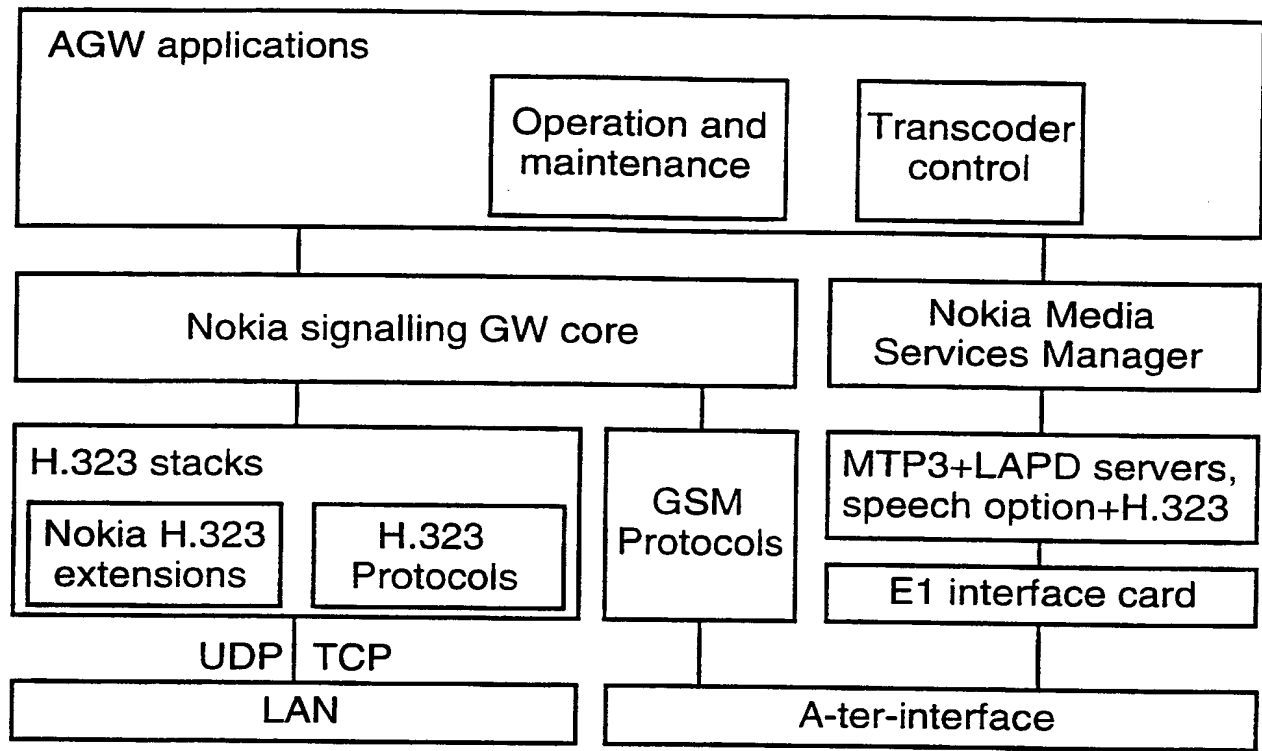 AGW applications
Operation and
maintenance
Transcoder
control
Nokia signalling GW core
Nokia Media
Services Manager
H.323 stacks
Nokia H.323
extensions
H.323
Protocols
GSM
Protocols
MTP3+LAPD servers,
speech option+H.323
E1 interface card
UDP TCP
LAN
A-ter-interface